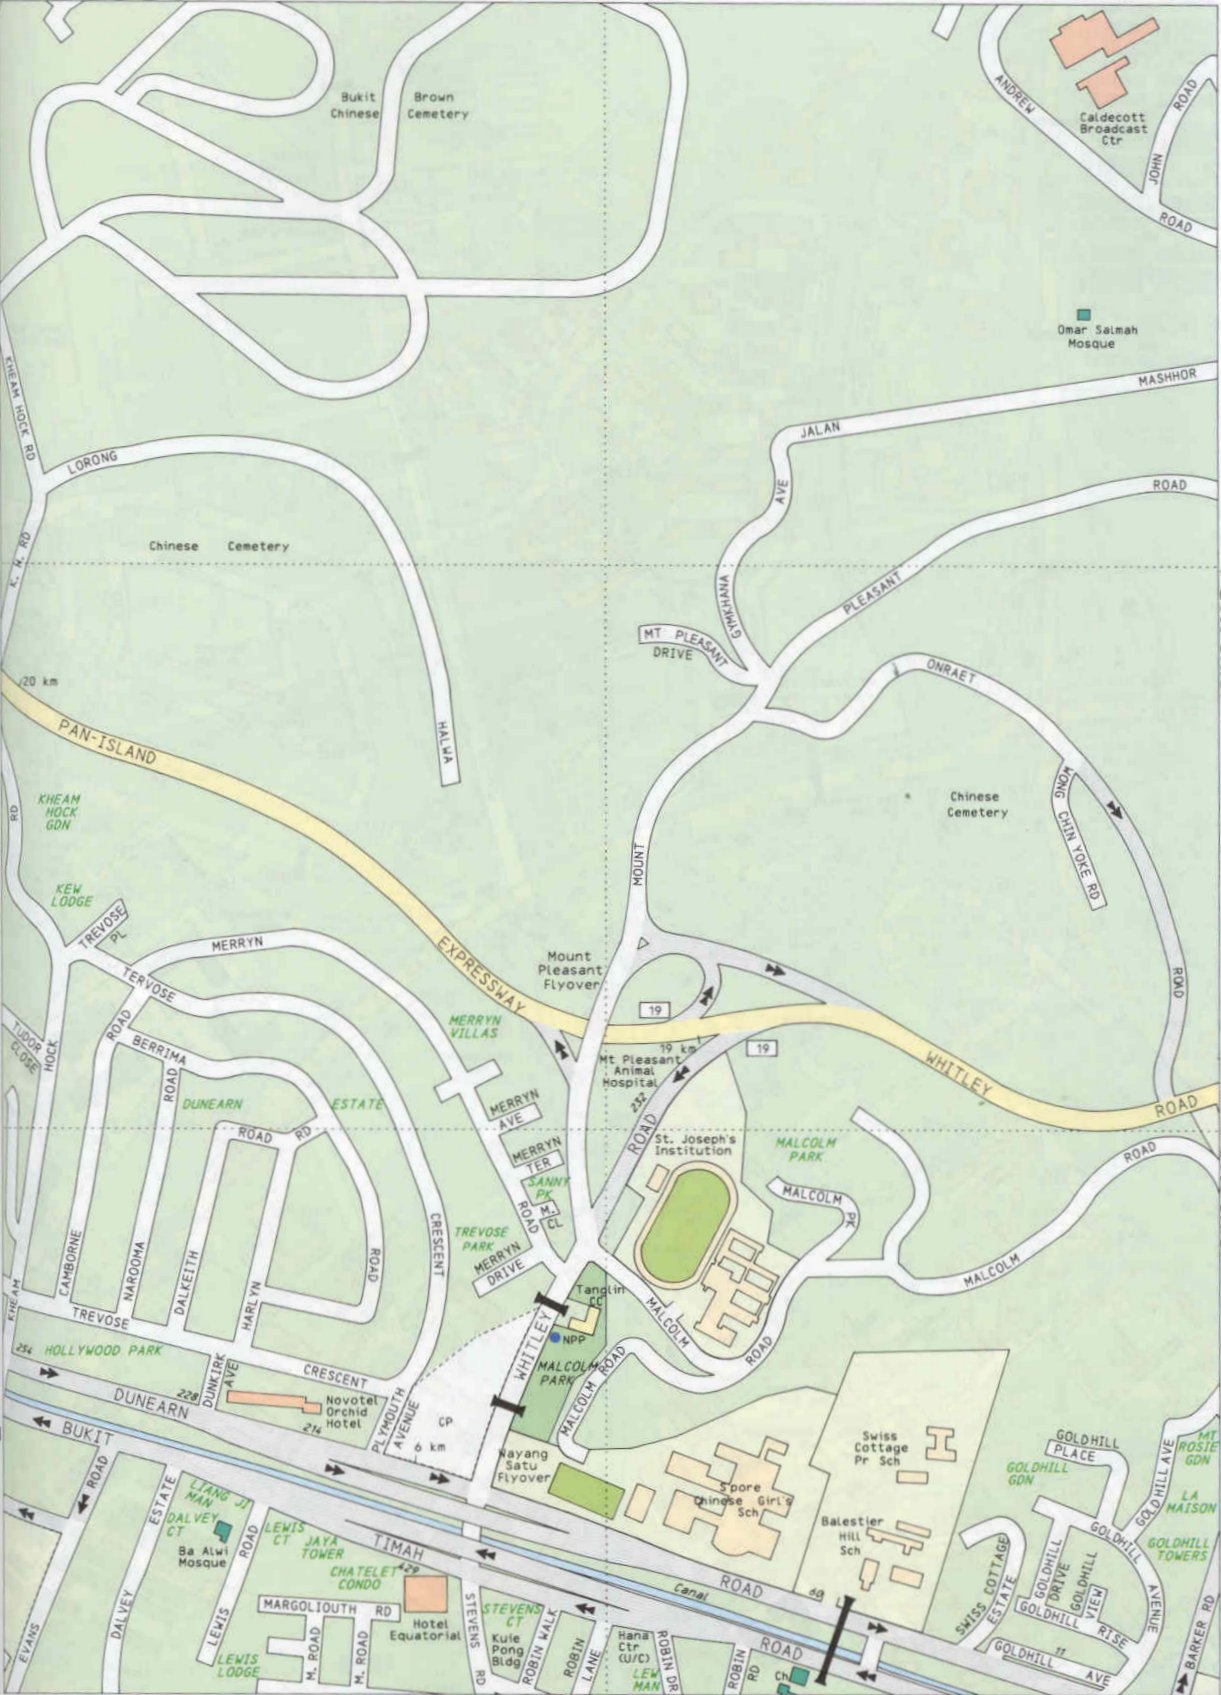 Bukit Brown
Chinese Cemetery
ANDREW
ROAD
Caldecott
Broadcast
Ctr
JOHN
ROAD
Omar Salmah
Mosque
KHEAM HOCK RD
LORONG
HALWA
JALAN
MASHHOR
AVE
GYMKHANA
K. H. RD
Chinese Cemetery
MT PLEASANT
DRIVE
PLEASANT
ROAD
MOUNT
ONRAET
ROAD
WONG CHIN YOKE RD
Chinese
Cemetery
20 km
PAN-ISLAND
EXPRESSWAY
RD
KHEAM
HOCK
GDN
KEW
LODGE
TREVOSE
PL
MERRYN
TERVOSE
ROAD
TUDOR
CLOSE
HOCK
BERRIMA
ROAD
DUNEARN
ESTATE
ROAD
RD
MERRYN
VILLAS
Mount
Pleasant
Flyover
19
19
19 km
Mt Pleasant
Animal
Hospital
232
ROAD
WHITLEY
ROAD
MERRYN
AVE
MERRYN
TER
SANNY
PK
M.
CL
ROAD
TREVOSE
PARK
MERRYN
DRIVE
St. Joseph's
Institution
MALCOLM
PARK
MALCOLM PK
MALCOLM
ROAD
CAMBORNE
NAROOMA
DALKEITH
HARLYN
ROAD
CRESCENT
KHEAM
TREVOSE
CRESCENT
Tanglin
CC
NPP
WHITLEY
MALCOLM
PARK
MALCOLM ROAD
MALCOLM
ROAD
254
HOLLYWOOD PARK
DUNEARN
228
DUNKIRK
AVE
Novotel
Orchid
Hotel
214
PLYMOUTH
AVENUE
CP
6 km
BUKIT
ROAD
Nayang
Satu
Flyover
S'pore
Chinese Girl's
Sch
Swiss
Cottage
Pr Sch
Balestier
Hill
Sch
GOLDHILL
PLACE
GOLDHILL
GDN
GOLDHILL AVE
MT
ROSIE
GDN
LA
MAISON
GOLDHILL
TOWERS
GOLDHILL
AVENUE
GOLDHILL
DRIVE
GOLDHILL
VIEW
GOLDHILL RISE
SWISS COTTAGE
ESTATE
GOLDHILL AVE
11
BARKER RD
LIANG JI
MAN
DALVEY
CT
Ba Alwi
Mosque
ESTATE
DALVEY
EVANS
LEWIS
ROAD
LEWIS
CT
JAYA
TOWER
CHATELET
CONDO
429
TIMAH
Canal
ROAD
69
ROAD
MARGOLIOUTH RD
M. ROAD
M. ROAD
LEWIS
LODGE
Hotel
Equatorial
STEVENS
RD
STEVENS
CT
Kuie
Pong
Bldg
ROBIN WALK
ROBIN
LANE
Hana
Ctr
(U/C)
LEW
MAN
ROBIN DR
ROBIN
RD
Ch